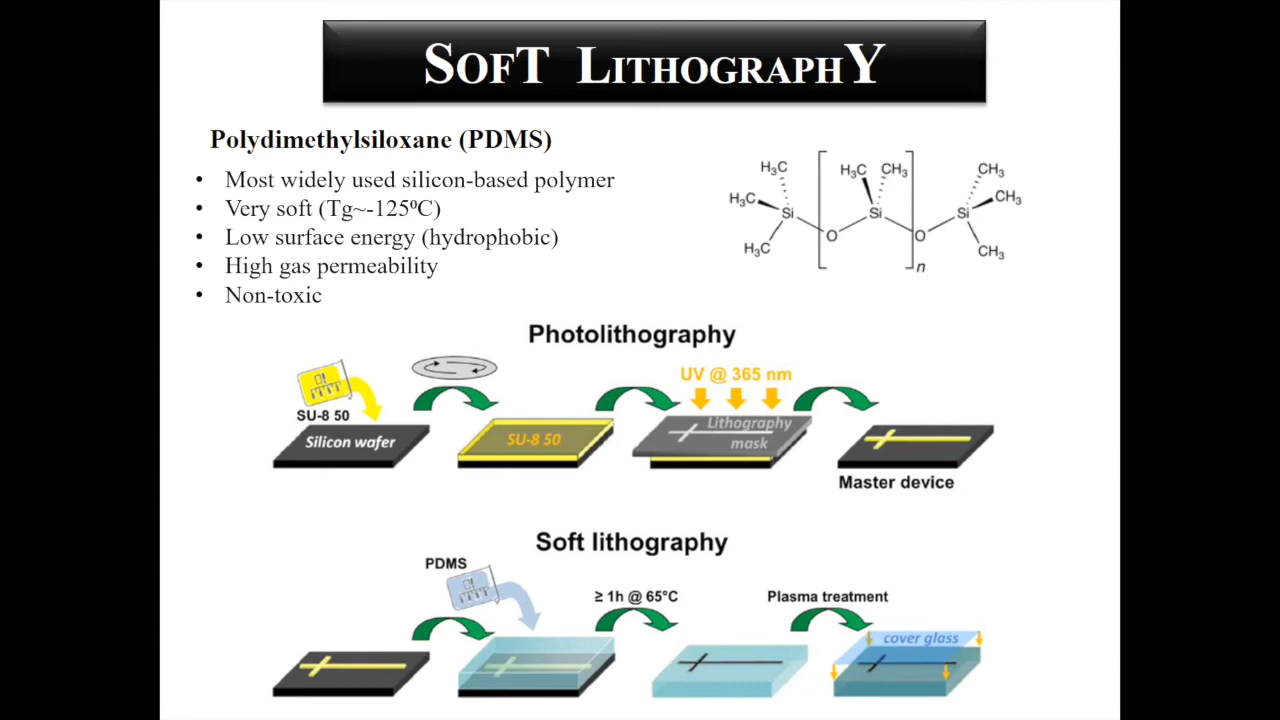 SOFT LITHOGRAPHY
Polydimethylsiloxane (PDMS)
• Most widely used silicon-based polymer
• Very soft (Tg~-125⁰C)
• Low surface energy (hydrophobic)
• High gas permeability
• Non-toxic
H₃C
H₃C
H₃C
Si
O
H₃C
CH₃
Si
O
n
Si
CH₃
CH₃
CH₃
Photolithography
SU-8 50
Silicon wafer
SU-8 50
UV @ 365 nm
Lithography
mask
Master device
Soft lithography
PDMS
≥ 1h @ 65°C
Plasma treatment
cover glass